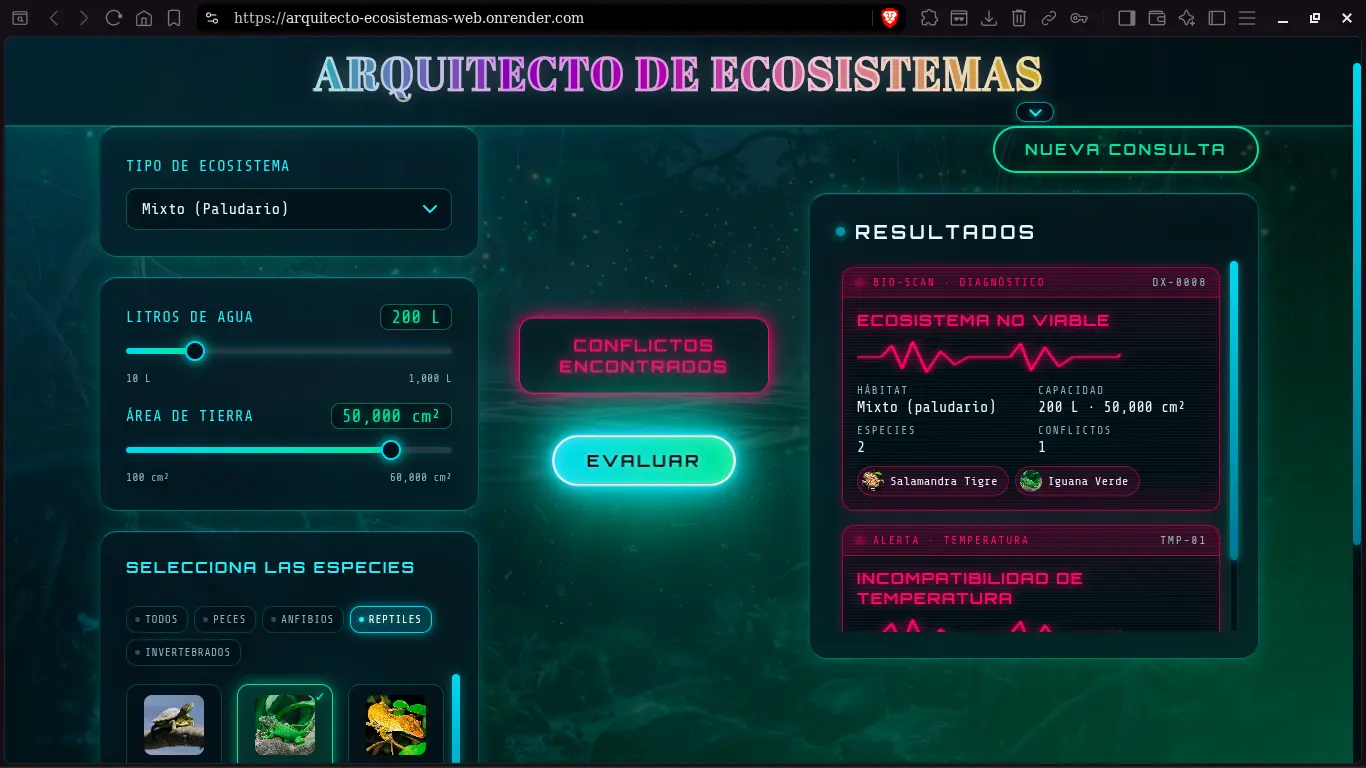 https://arquitecto-ecosistemas-web.onrender.com
ARQUITECTO DE ECOSISTEMAS
TIPO DE ECOSISTEMA
Mixto (Paludario)
LITROS DE AGUA
200 L
10 L
1,000 L
ÁREA DE TIERRA
50,000 cm²
100 cm²
60,000 cm²
SELECCIONA LAS ESPECIES
TODOS
PECES
ANFIBIOS
REPTILES
INVERTEBRADOS
CONFLICTOS
ENCONTRADOS
EVALUAR
NUEVA CONSULTA
RESULTADOS
BIO-SCAN · DIAGNÓSTICO
DX-0008
ECOSISTEMA NO VIABLE
HÁBITAT
CAPACIDAD
Mixto (paludario)
200 L · 50,000 cm²
ESPECIES
CONFLICTOS
2
1
Salamandra Tigre
Iguana Verde
ALERTA · TEMPERATURA
TMP-01
INCOMPATIBILIDAD DE
TEMPERATURA